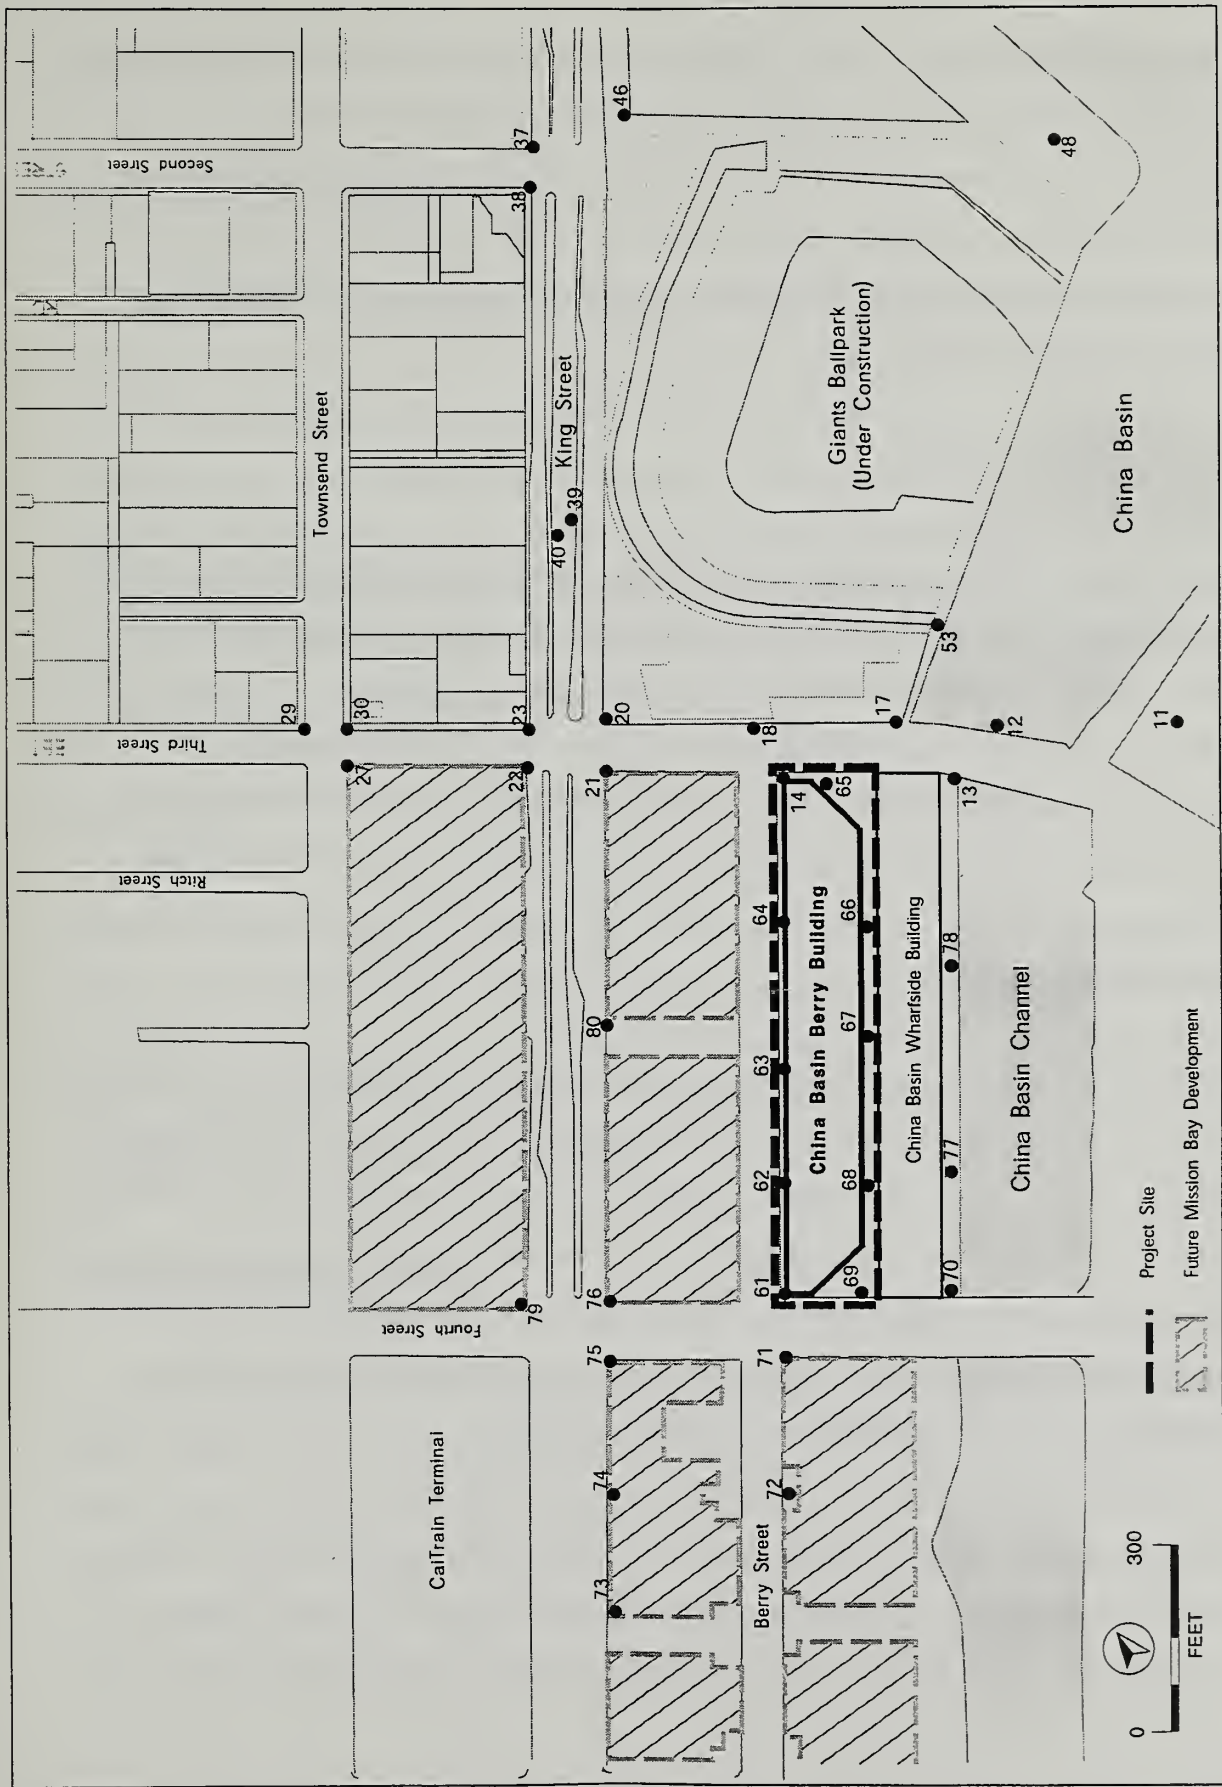 Second Street
Third Street
Ritch Street
Fourth Street
Townsend Street
King Street
Berry Street
CalTrain Terminal
Giants Ballpark
(Under Construction)
China Basin
China Basin Berry Building
China Basin Wharfside Building
China Basin Channel
29
30
27
23
22
37
38
46
48
40
39
20
21
18
17
53
12
11
13
14
65
64
66
63
67
62
68
61
69
78
77
70
80
79
76
75
74
73
71
72
Project Site
Future Mission Bay Development
0
300
FEET